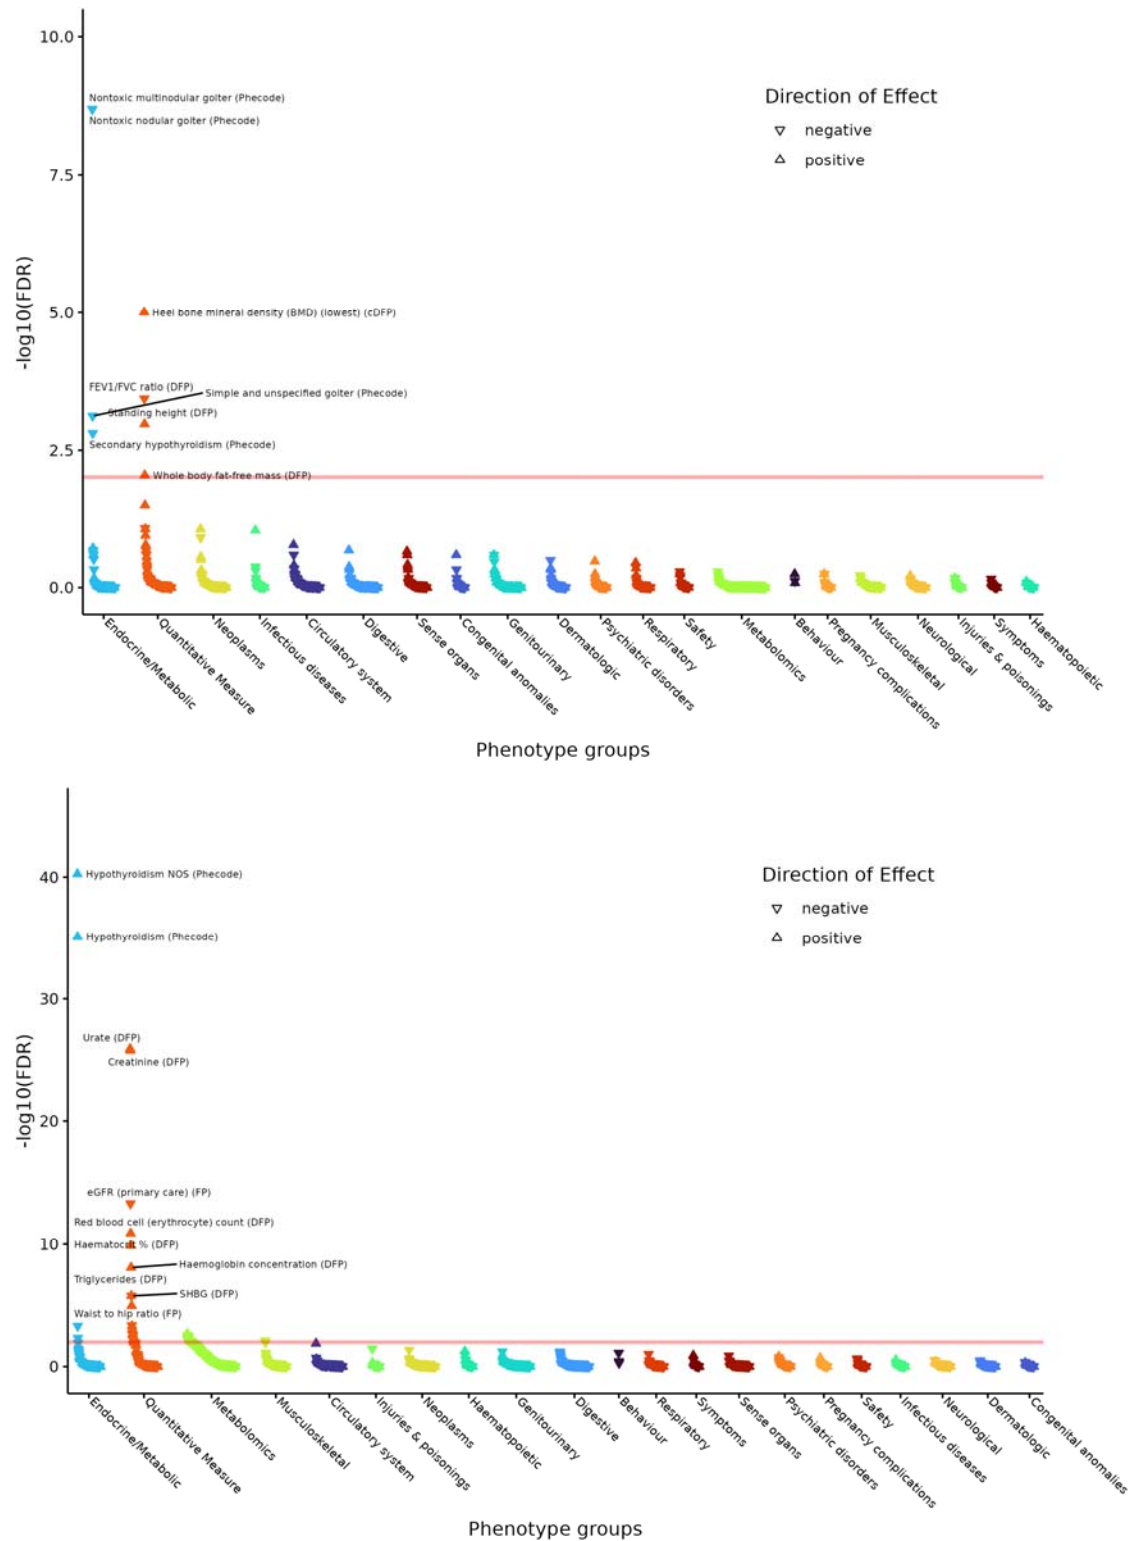 10.0
Nontoxic multinodular goiter (Phecode)
Nontoxic nodular goiter (Phecode)
Direction of Effect
negative
positive
7.5
-log10(FDR)
5.0
Heel bone mineral density (BMD) (lowest) (cDFP)
FEV1/FVC ratio (DFP)
Simple and unspecified goiter (Phecode)
Standing height (DFP)
Secondary hypothyroidism (Phecode)
2.5
Whole body fat-free mass (DFP)
0.0
Endocrine/Metabolic
Quantitative Measure
Neoplasms
Infectious diseases
Circulatory system
Digestive
Sense organs
Congenital anomalies
Genitourinary
Dermatologic
Psychiatric disorders
Respiratory
Safety
Metabolomics
Behaviour
Pregnancy complications
Musculoskeletal
Neurological
Injuries & poisonings
Symptoms
Haematopoietic
Phenotype groups
40
Hypothyroidism NOS (Phecode)
Direction of Effect
negative
positive
Hypothyroidism (Phecode)
30
Urate (DFP)
Creatinine (DFP)
-log10(FDR)
20
eGFR (primary care) (FP)
Red blood cell (erythrocyte) count (DFP)
10
Haematocrit % (DFP)
Haemoglobin concentration (DFP)
Triglycerides (DFP)
SHBG (DFP)
Waist to hip ratio (FP)
0
Endocrine/Metabolic
Quantitative Measure
Metabolomics
Musculoskeletal
Circulatory system
Injuries & poisonings
Neoplasms
Haematopoietic
Genitourinary
Digestive
Behaviour
Respiratory
Symptoms
Sense organs
Psychiatric disorders
Pregnancy complications
Safety
Infectious diseases
Neurological
Dermatologic
Congenital anomalies
Phenotype groups